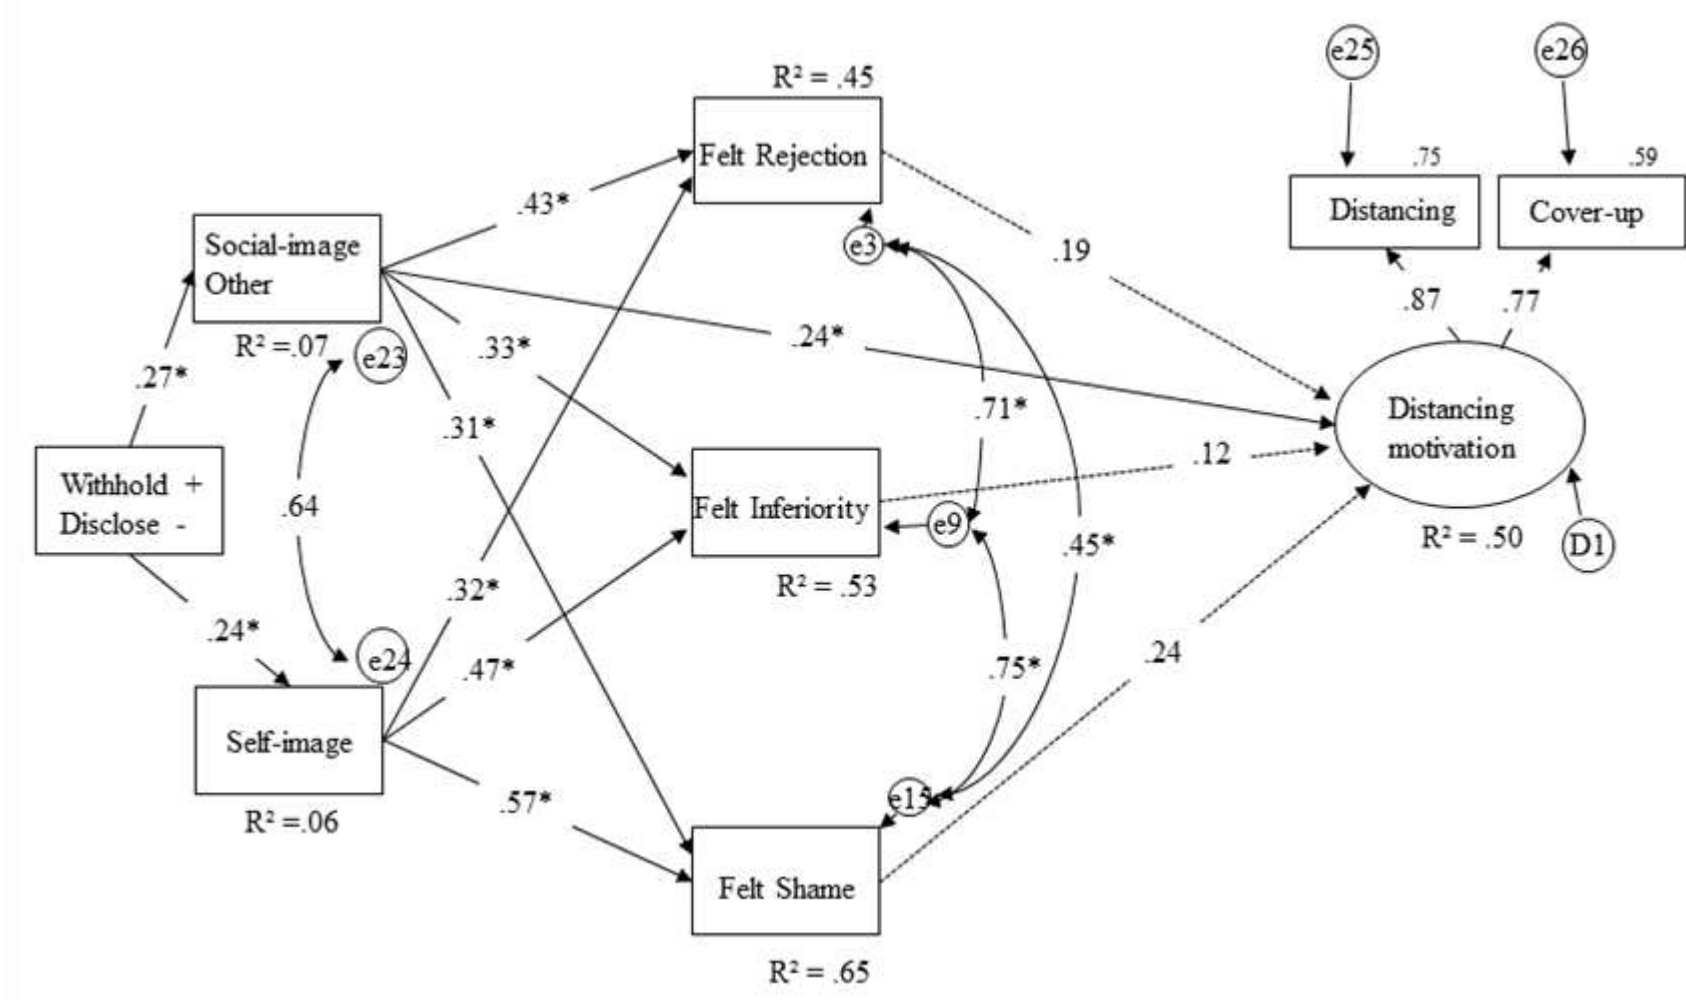 e25
e26
R² = .45
Felt Rejection
.75
.59
Distancing
Cover-up
.43*
Social-image
Other
e3
.19
R² =.07
e23
.33*
.24*
.87
.77
.27*
.31*
.71*
Distancing
motivation
Withhold +
Disclose -
.64
Felt Inferiority
e9
.12
.45*
R² = .50
D1
R² = .53
.32*
.24*
e24
.47*
.75*
.24
Self-image
R² =.06
.57*
e15
Felt Shame
R² = .65